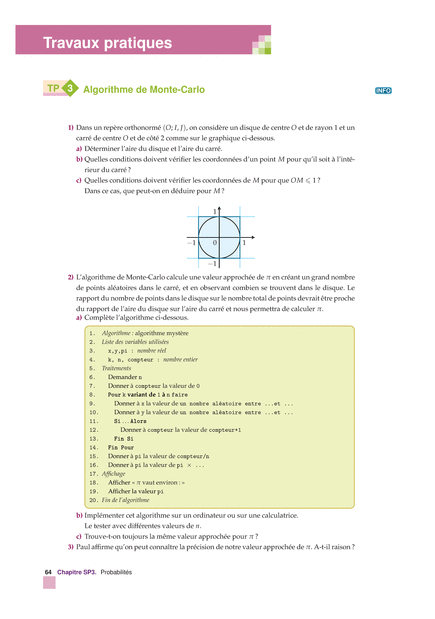 Travaux pratiques
TP 3 Algorithme de Monte-Carlo
INFO
1) Dans un repère orthonormé (O; I, J), on considère un disque de centre O et de rayon 1 et un
carré de centre O et de côté 2 comme sur le graphique ci-dessous.
a) Déterminer l'aire du disque et l'aire du carré.
b) Quelles conditions doivent vérifier les coordonnées d'un point M pour qu'il soit à l'inté-
rieur du carré ?
c) Quelles conditions doivent vérifier les coordonnées de M pour que OM ⩽ 1 ?
Dans ce cas, que peut-on en déduire pour M ?
1
−1 0 1
−1
2) L'algorithme de Monte-Carlo calcule une valeur approchée de π en créant un grand nombre
de points aléatoires dans le carré, et en observant combien se trouvent dans le disque. Le
rapport du nombre de points dans le disque sur le nombre total de points devrait être proche
du rapport de l'aire du disque sur l'aire du carré et nous permettra de calculer π.
a) Complète l'algorithme ci-dessous.
1. Algorithme : algorithme mystère
2. Liste des variables utilisées
3. x,y,pi : nombre réel
4. k, n, compteur : nombre entier
5. Traitements
6. Demander n
7. Donner à compteur la valeur de 0
8. Pour k variant de 1 à n faire
9. Donner à x la valeur de un nombre aléatoire entre ...et ...
10. Donner à y la valeur de un nombre aléatoire entre ...et ...
11. Si ... Alors
12. Donner à compteur la valeur de compteur+1
13. Fin Si
14. Fin Pour
15. Donner à pi la valeur de compteur/n
16. Donner à pi la valeur de pi × ...
17. Affichage
18. Afficher « π vaut environ : »
19. Afficher la valeur pi
20. Fin de l'algorithme
b) Implémenter cet algorithme sur un ordinateur ou sur une calculatrice.
Le tester avec différentes valeurs de n.
c) Trouve-t-on toujours la même valeur approchée pour π ?
3) Paul affirme qu'on peut connaître la précision de notre valeur approchée de π. A-t-il raison ?
64 Chapitre SP3. Probabilités